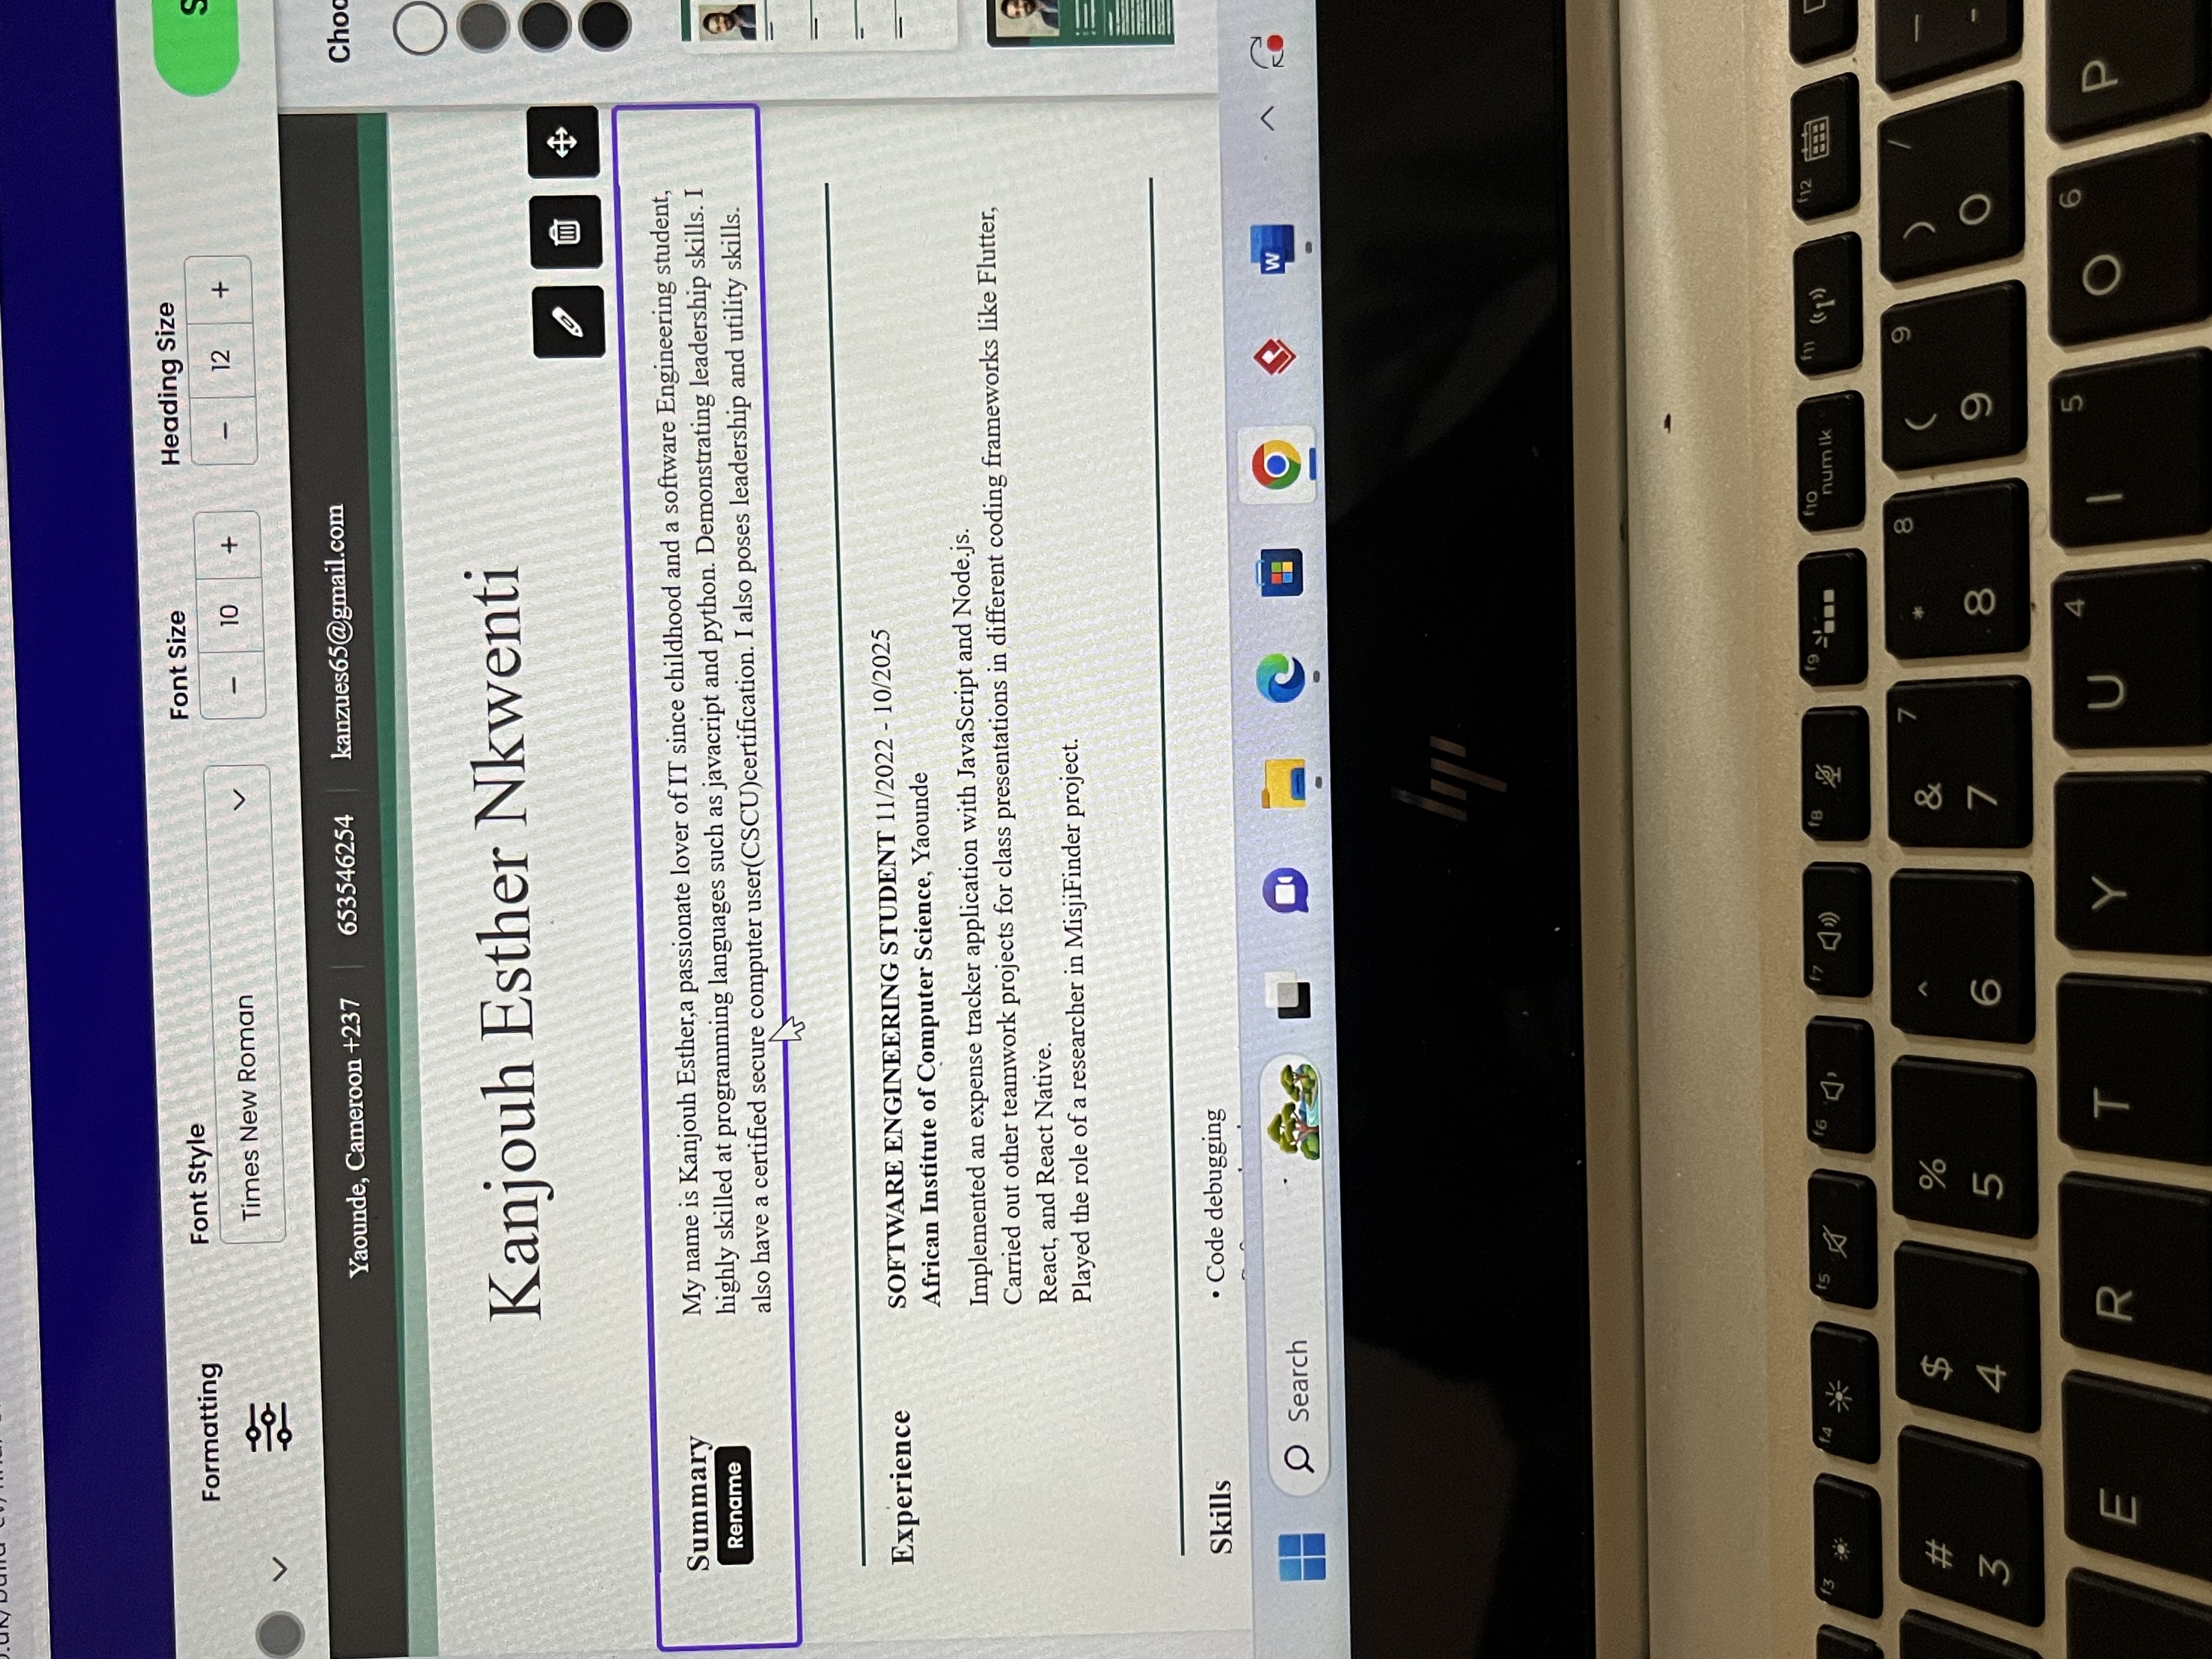 Formatting
Font Style
Times New Roman
Font Size
− 10 +
Heading Size
− 12 +
Yaounde, Cameroon +237
653546254
kanzues65@gmail.com
Kanjouh Esther Nkwenti
Summary
Rename
My name is Kanjouh Esther,a passionate lover of IT since childhood and a software Engineering student,
highly skilled at programming languages such as javacript and python. Demonstrating leadership skills. I
also have a certified secure computer user(CSCU)certification. I also poses leadership and utility skills.
Experience
SOFTWARE ENGINEERING STUDENT 11/2022 - 10/2025
African Institute of Computer Science, Yaounde
Implemented an expense tracker application with JavaScript and Node.js.
Carried out other teamwork projects for class presentations in different coding frameworks like Flutter,
React, and React Native.
Played the role of a researcher in MisjiFinder project.
Skills
• Code debugging
Search
W
hp
f3
f4
f5
f6
f7
f8
f9
f10 num lk
f11
f12
# 3
$ 4
% 5
^ 6
& 7 7
* 8 8
( 9 9
) 0 /
E
R
T
Y
U 4
I 5
O 6
P